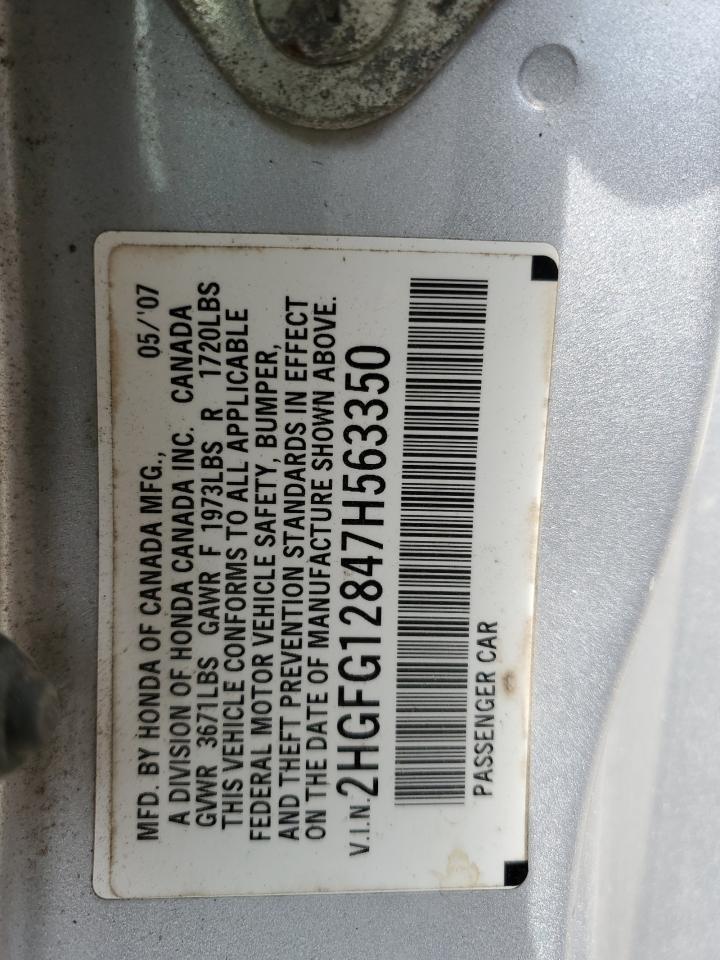 MFD. BY HONDA OF CANADA MFG., 05/'07
A DIVISION OF HONDA CANADA INC. CANADA
GVWR 3671LBS GAWR F 1973LBS R 1720LBS
THIS VEHICLE CONFORMS TO ALL APPLICABLE
FEDERAL MOTOR VEHICLE SAFETY, BUMPER,
AND THEFT PREVENTION STANDARDS IN EFFECT
ON THE DATE OF MANUFACTURE SHOWN ABOVE.
V.I.N. 2HGFG12847H563350
PASSENGER CAR